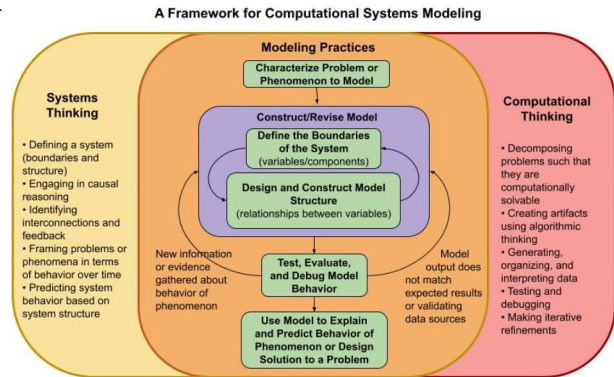 A Framework for Computational Systems Modeling
Systems
Thinking
• Defining a system
(boundaries and
structure)
• Engaging in causal
reasoning
• Identifying
interconnections and
feedback
• Framing problems or
phenomena in terms
of behavior over time
• Predicting system
behavior based on
system structure
Modeling Practices
Characterize Problem or
Phenomenon to Model
Construct/Revise Model
Define the Boundaries
of the System
(variables/components)
Design and Construct Model
Structure
(relationships between variables)
New information
or evidence
gathered about
behavior of
phenomenon
Test, Evaluate,
and Debug Model
Behavior
Model
output does
not match
expected results
or validating
data sources
Use Model to Explain
and Predict Behavior of
Phenomenon or Design
Solution to a Problem
Computational
Thinking
• Decomposing
problems such that
they are
computationally
solvable
• Creating artifacts
using algorithmic
thinking
• Generating,
organizing, and
interpreting data
• Testing and
debugging
• Making iterative
refinements